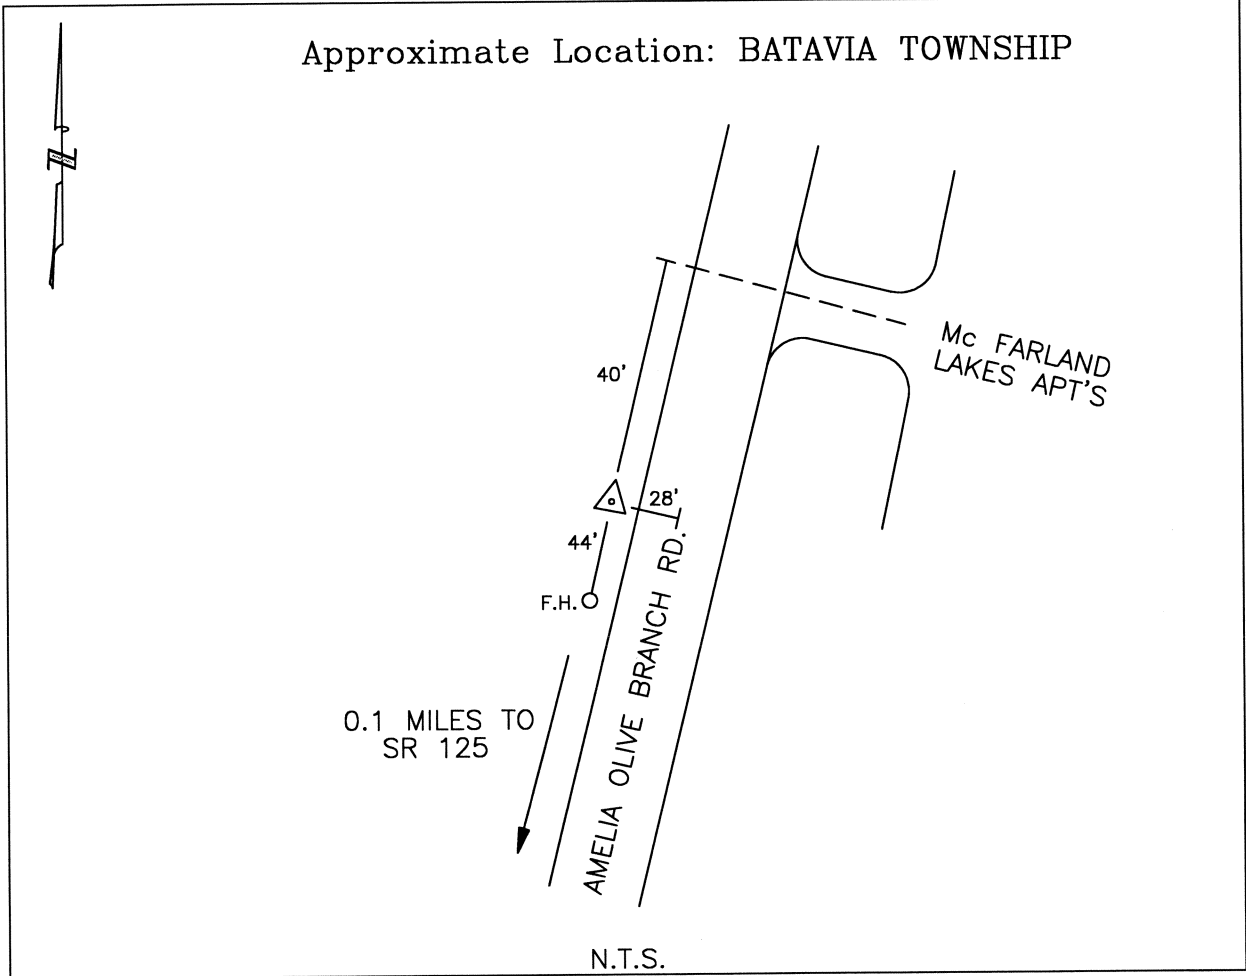 Approximate Location: BATAVIA TOWNSHIP
N
Mc FARLAND
LAKES APT'S
40'
28'
44'
F.H.
AMELIA OLIVE BRANCH RD.
0.1 MILES TO
SR 125
N.T.S.